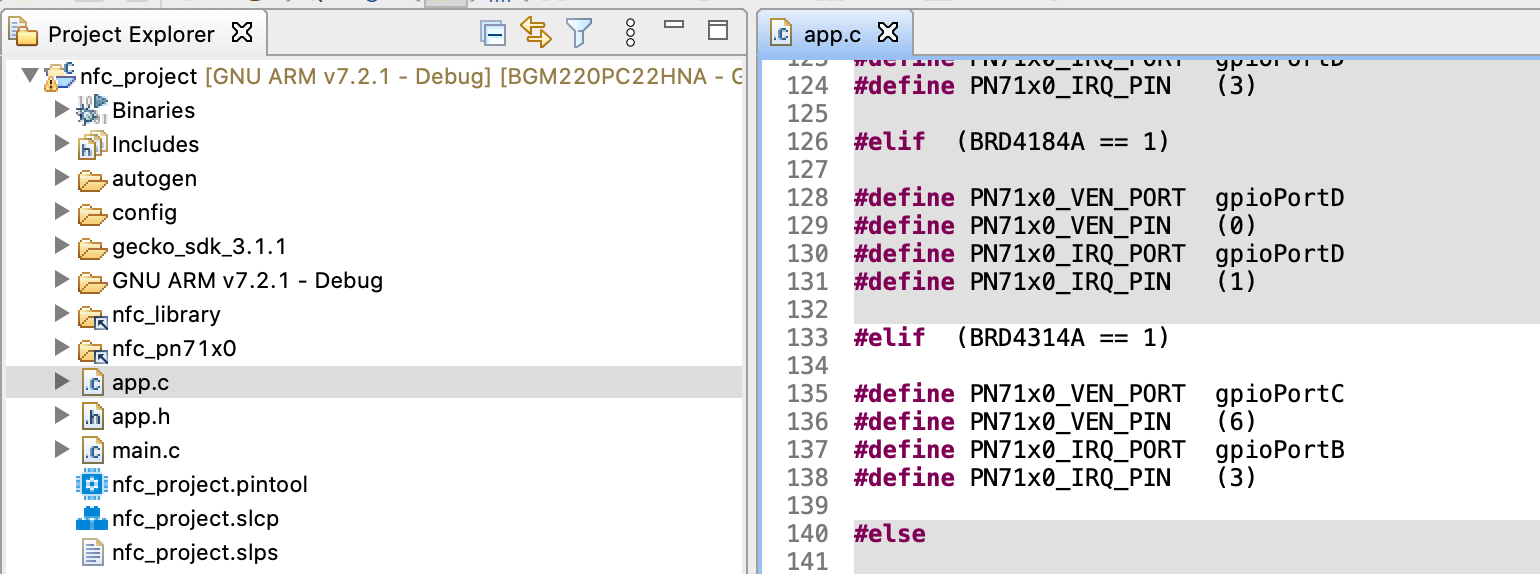 Project Explorer
nfc_project [GNU ARM v7.2.1 - Debug] [BGM220PC22HNA - G
Binaries
Includes
autogen
config
gecko_sdk_3.1.1
GNU ARM v7.2.1 - Debug
nfc_library
nfc_pn71x0
app.c
app.h
main.c
nfc_project.pintool
nfc_project.slcp
nfc_project.slps
app.c
123 #define PN71x0_IRQ_PORT gpioPortD
124 #define PN71x0_IRQ_PIN (3)
125
126 #elif (BRD4184A == 1)
127
128 #define PN71x0_VEN_PORT gpioPortD
129 #define PN71x0_VEN_PIN (0)
130 #define PN71x0_IRQ_PORT gpioPortD
131 #define PN71x0_IRQ_PIN (1)
132
133 #elif (BRD4314A == 1)
134
135 #define PN71x0_VEN_PORT gpioPortC
136 #define PN71x0_VEN_PIN (6)
137 #define PN71x0_IRQ_PORT gpioPortB
138 #define PN71x0_IRQ_PIN (3)
139
140 #else
141